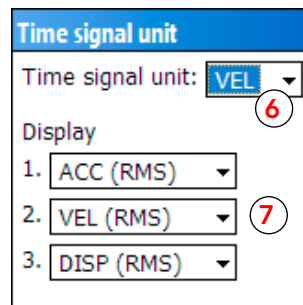 Time signal unit
Time signal unit: VEL
6
Display
1. ACC (RMS)
2. VEL (RMS) 7
3. DISP (RMS)